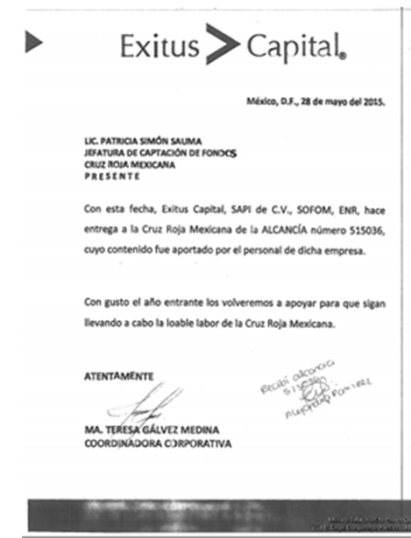 Exitus > Capital®
México, D.F., 28 de mayo del 2015.
LIC. PATRICIA SIMÓN SAUMA
JEFATURA DE CAPTACIÓN DE FONDOS
CRUZ ROJA MEXICANA
P R E S E N T E
Con esta fecha, Exitus Capital, SAPI de C.V., SOFOM, ENR, hace
entrega a la Cruz Roja Mexicana de la ALCANCÍA número 515036,
cuyo contenido fue aportado por el personal de dicha empresa.
Con gusto el año entrante los volveremos a apoyar para que sigan
llevando a cabo la loable labor de la Cruz Roja Mexicana.
ATENTAMENTE
Recibí alcancía
Alejandro Ramirez
MA. TERESA GÁLVEZ MEDINA
COORDINADORA CORPORATIVA